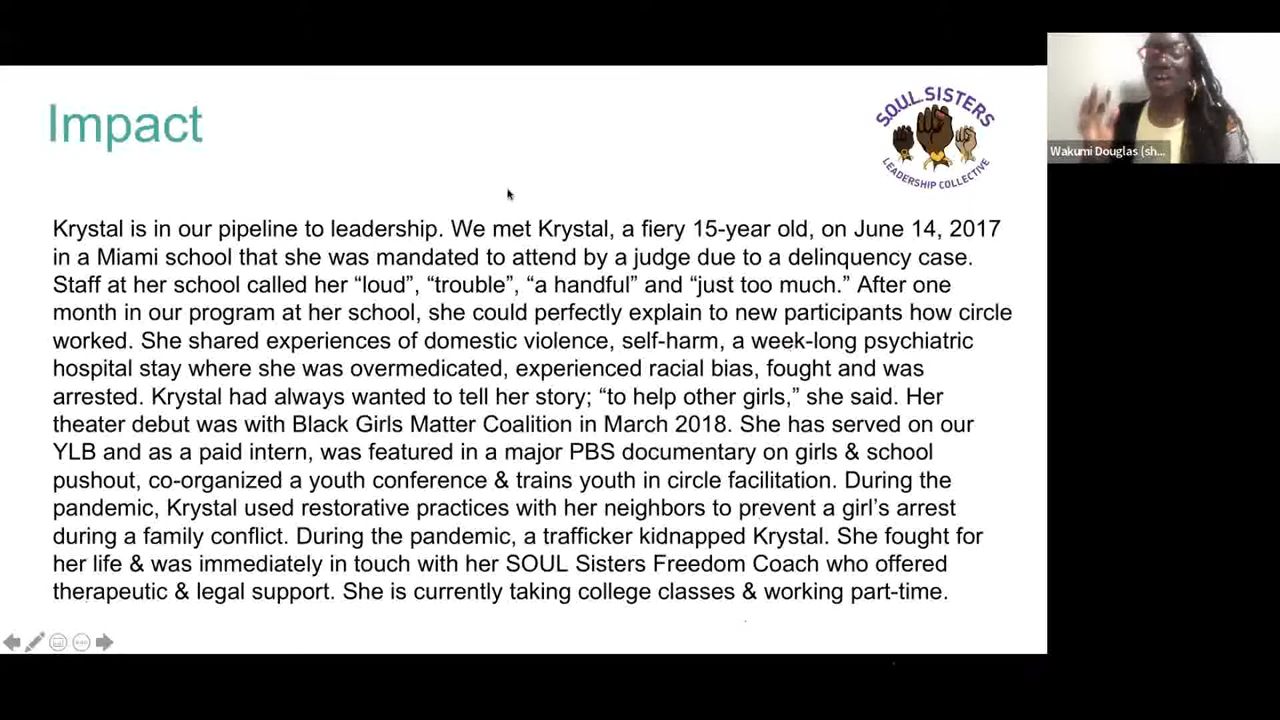 Impact
S.O.U.L. SISTERS
LEADERSHIP COLLECTIVE
Wakumi Douglas (sh...
Krystal is in our pipeline to leadership. We met Krystal, a fiery 15-year old, on June 14, 2017
in a Miami school that she was mandated to attend by a judge due to a delinquency case.
Staff at her school called her “loud”, “trouble”, “a handful” and “just too much.” After one
month in our program at her school, she could perfectly explain to new participants how circle
worked. She shared experiences of domestic violence, self-harm, a week-long psychiatric
hospital stay where she was overmedicated, experienced racial bias, fought and was
arrested. Krystal had always wanted to tell her story; “to help other girls,” she said. Her
theater debut was with Black Girls Matter Coalition in March 2018. She has served on our
YLB and as a paid intern, was featured in a major PBS documentary on girls & school
pushout, co-organized a youth conference & trains youth in circle facilitation. During the
pandemic, Krystal used restorative practices with her neighbors to prevent a girl’s arrest
during a family conflict. During the pandemic, a trafficker kidnapped Krystal. She fought for
her life & was immediately in touch with her SOUL Sisters Freedom Coach who offered
therapeutic & legal support. She is currently taking college classes & working part-time.